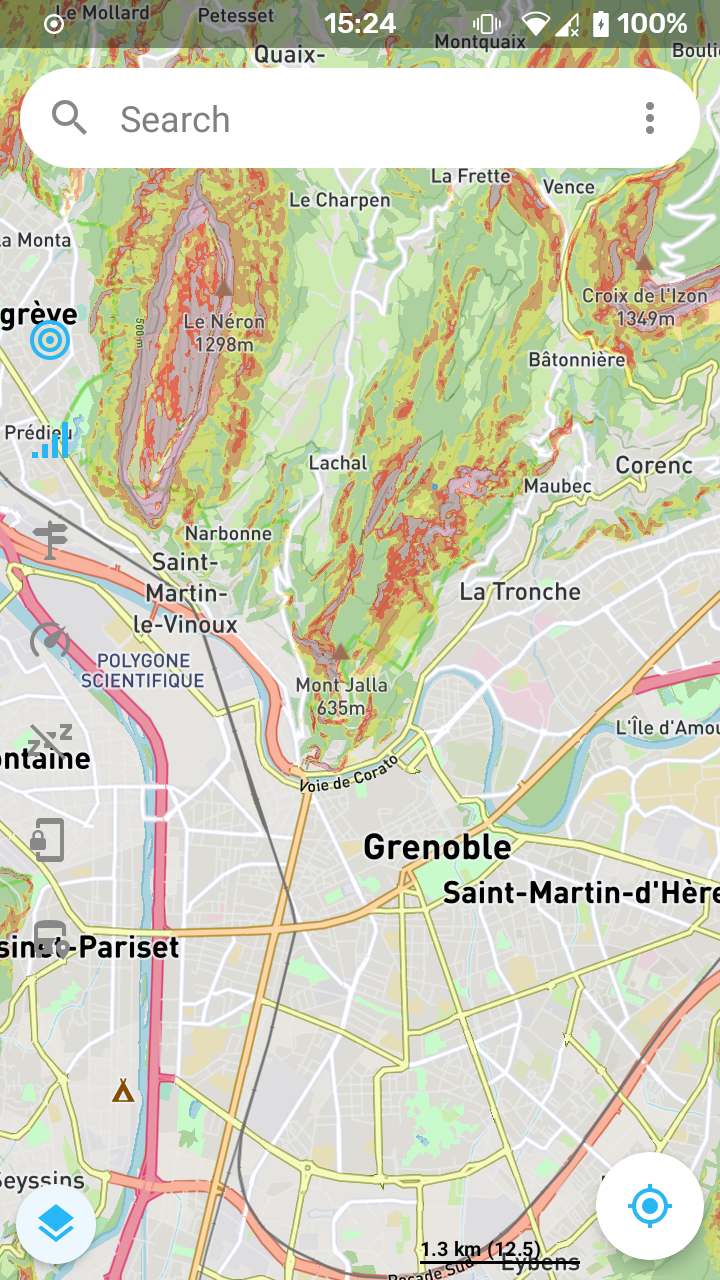 Le Mollard
Petesset
15:24
100%
Quaix-
Montquaix
Search
La Frette
Vence
Le Charpen
a Monta
Croix de l'Izon
1349m
grève
500 m
Le Néron
1298m
Bâtonnière
Prédieu
Lachal
Corenc
Maubec
Narbonne
Saint-
Martin-
le-Vinoux
La Tronche
POLYGONE
SCIENTIFIQUE
Mont Jalla
635m
L'Île d'Amou
ontaine
Voie de Corato
Grenoble
Saint-Martin-d'Hère
sinet-Pariset
Seyssins
1.3 km (12.5)
Eybens
Rocade Sud